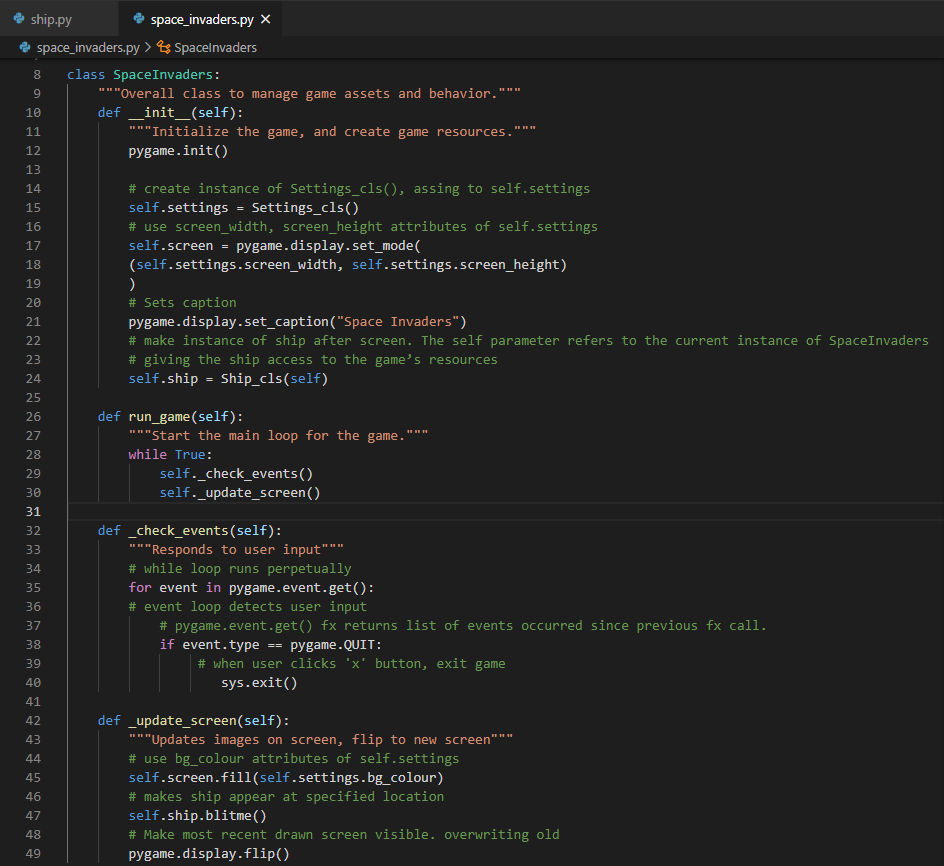 ship.py space_invaders.py ×
space_invaders.py > SpaceInvaders
8 class SpaceInvaders:
9 """Overall class to manage game assets and behavior."""
10 def __init__(self):
11 """Initialize the game, and create game resources."""
12 pygame.init()
13
14 # create instance of Settings_cls(), assing to self.settings
15 self.settings = Settings_cls()
16 # use screen_width, screen_height attributes of self.settings
17 self.screen = pygame.display.set_mode(
18 (self.settings.screen_width, self.settings.screen_height)
19 )
20 # Sets caption
21 pygame.display.set_caption("Space Invaders")
22 # make instance of ship after screen. The self parameter refers to the current instance of SpaceInvaders
23 # giving the ship access to the game’s resources
24 self.ship = Ship_cls(self)
25
26 def run_game(self):
27 """Start the main loop for the game."""
28 while True:
29 self._check_events()
30 self._update_screen()
31
32 def _check_events(self):
33 """Responds to user input"""
34 # while loop runs perpetually
35 for event in pygame.event.get():
36 # event loop detects user input
37 # pygame.event.get() fx returns list of events occurred since previous fx call.
38 if event.type == pygame.QUIT:
39 # when user clicks 'x' button, exit game
40 sys.exit()
41
42 def _update_screen(self):
43 """Updates images on screen, flip to new screen"""
44 # use bg_colour attributes of self.settings
45 self.screen.fill(self.settings.bg_colour)
46 # makes ship appear at specified location
47 self.ship.blitme()
48 # Make most recent drawn screen visible. overwriting old
49 pygame.display.flip()